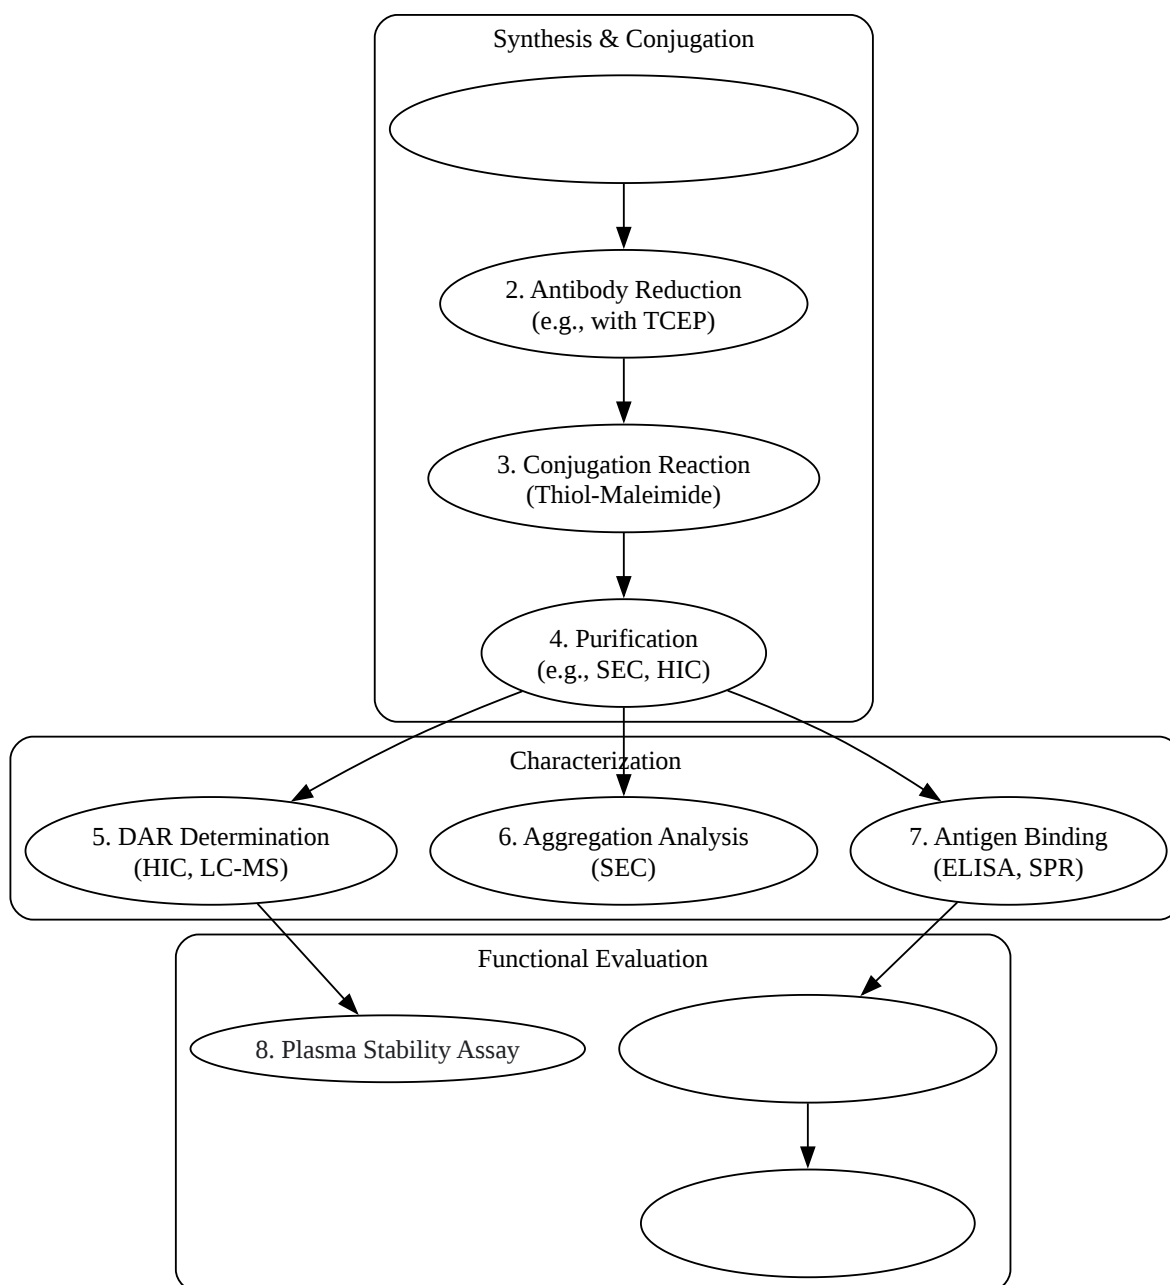 Synthesis & Conjugation
2. Antibody Reduction
(e.g., with TCEP)
3. Conjugation Reaction
(Thiol-Maleimide)
4. Purification
(e.g., SEC, HIC)
Characterization
5. DAR Determination
(HIC, LC-MS)
6. Aggregation Analysis
(SEC)
7. Antigen Binding
(ELISA, SPR)
Functional Evaluation
8. Plasma Stability Assay